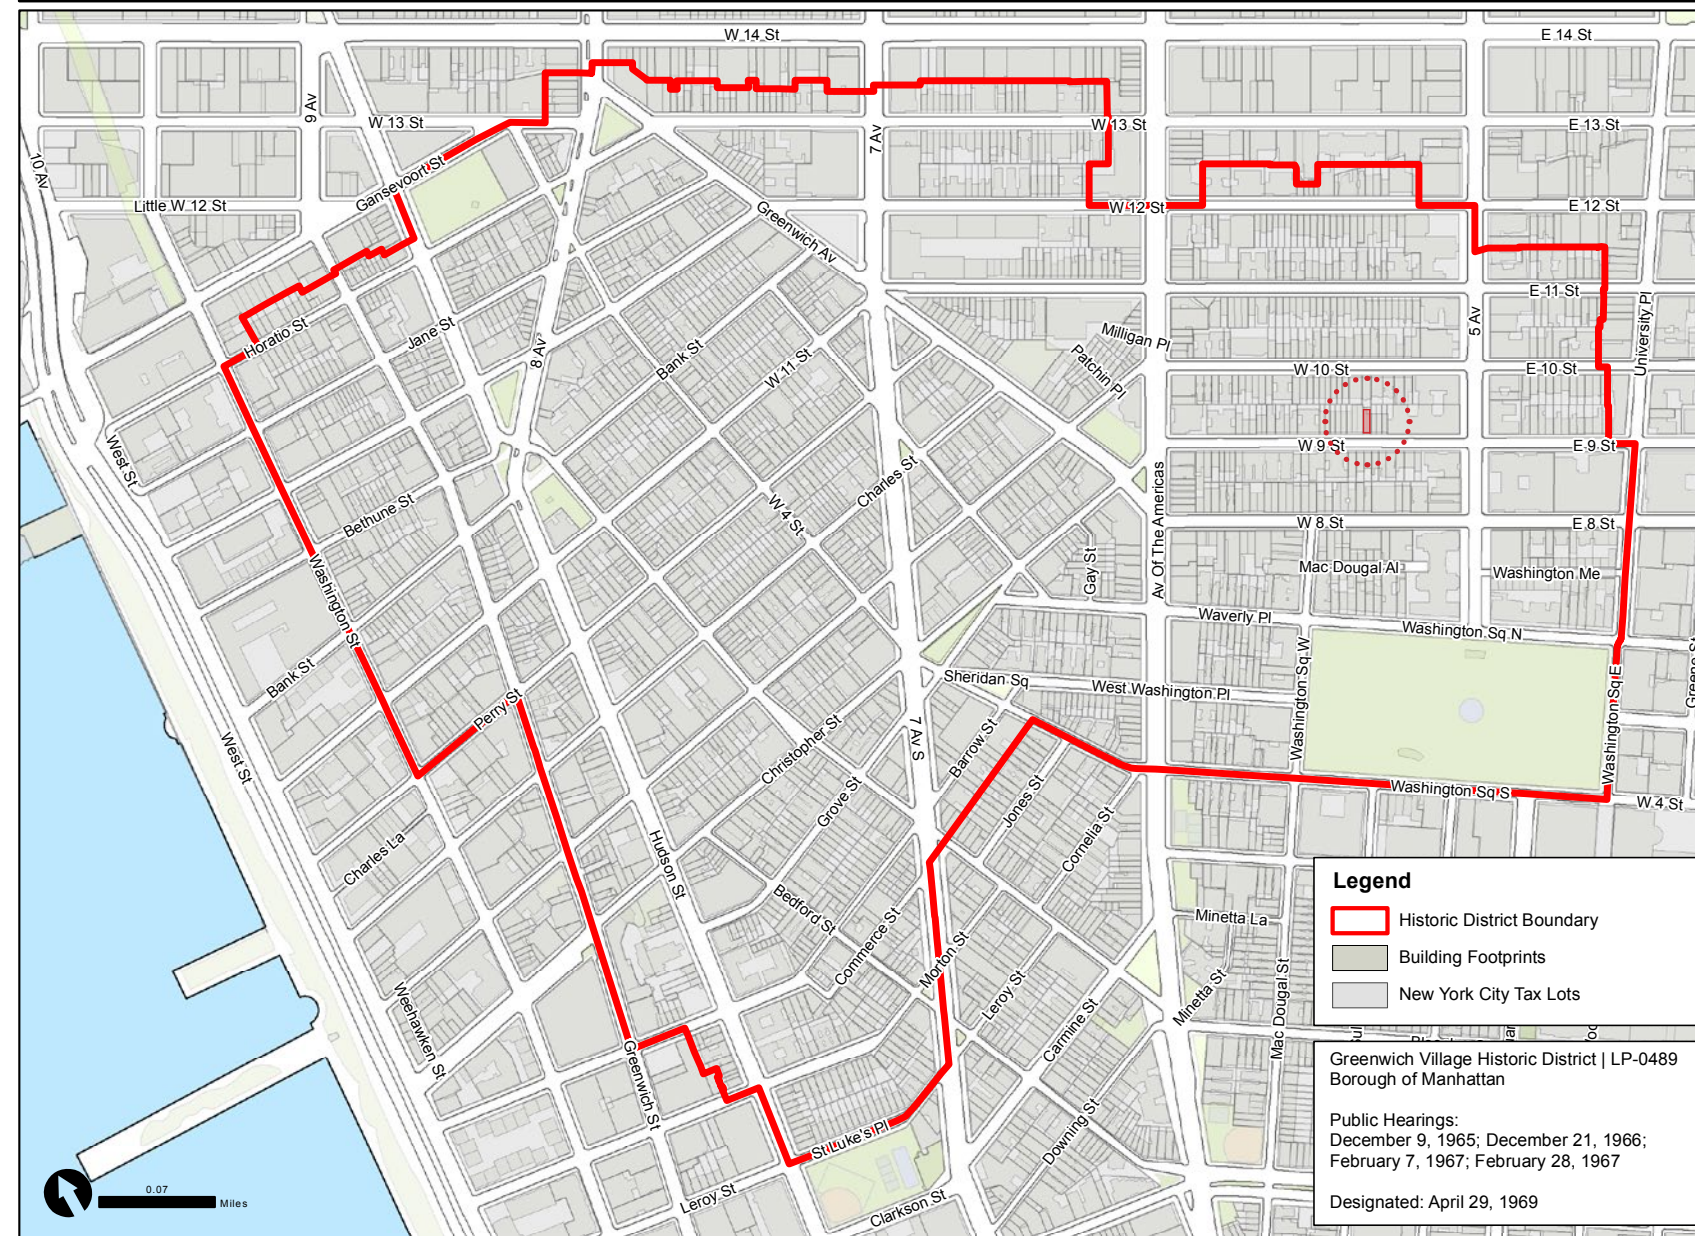 W 14 St
E 14 St
9 Av
W 13 St
W 13 St
E 13 St
7 Av
10 Av
Gansevoort St
Little W 12 St
W 12 St
E 12 St
Greenwich Av
E 11 St
5 Av
University Pl
Horatio St
Jane St
8 Av
Bank St
W 11 St
Milligan Pl
Patchin Pl
W 10 St
E 10 St
W 9 St
E 9 St
West St
Charles St
W 4 St
Bethune St
Av Of The Americas
W 8 St
E 8 St
Gay St
Mac Dougal Al
Washington Me
Washington St
Waverly Pl
Washington Sq N
Washington Sq W
Bank St
Sheridan Sq
West Washington Pl
Washington Sq E
Greene St
Perry St
Christopher St
7 Av S
Barrow St
West St
Grove St
Jones St
Cornelia St
Washington Sq S
W 4 St
Charles La
Hudson St
Bedford St
Commerce St
Morton St
Minetta La
Leroy St
Minetta St
Mac Dougal St
Carmine St
Weehawken St
Greenwich St
St Luke's Pl
Downing St
Leroy St
Clarkson St
Legend
Historic District Boundary
Building Footprints
New York City Tax Lots
Greenwich Village Historic District | LP-0489
Borough of Manhattan
Public Hearings:
December 9, 1965; December 21, 1966;
February 7, 1967; February 28, 1967
Designated: April 29, 1969
0.07
Miles